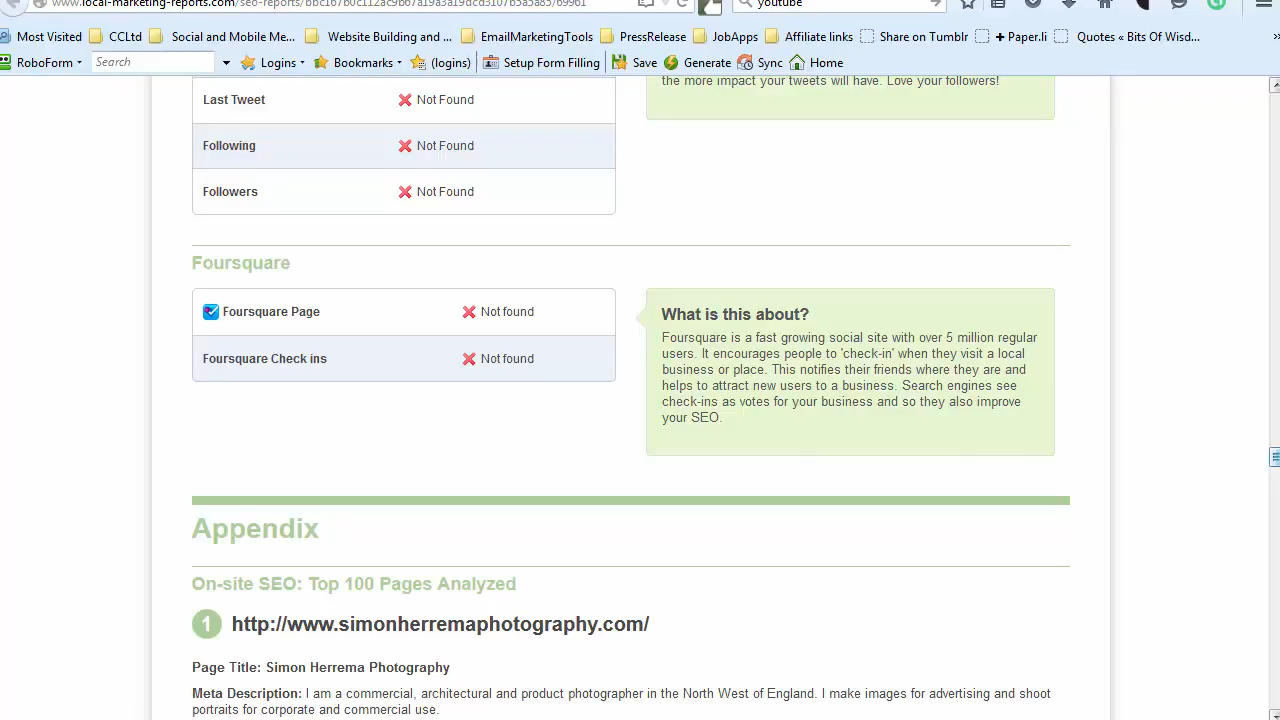 www.local-marketing-reports.com/seo-reports/
youtube
Most Visited CCLtd Social and Mobile Me... Website Building and ... EmailMarketingTools PressRelease JobApps Affiliate links Share on Tumblr + Paper.li Quotes « Bits Of Wisd... »
RoboForm Search Logins Bookmarks (logins) Setup Form Filling Save Generate Sync Home
the more impact your tweets will have. Love your followers!
Last Tweet Not Found
Following Not Found
Followers Not Found
Foursquare
Foursquare Page Not found
Foursquare Check ins Not found
What is this about?
Foursquare is a fast growing social site with over 5 million regular
users. It encourages people to 'check-in' when they visit a local
business or place. This notifies their friends where they are and
helps to attract new users to a business. Search engines see
check-ins as votes for your business and so they also improve
your SEO.
Appendix
On-site SEO: Top 100 Pages Analyzed
1 http://www.simonherremaphotography.com/
Page Title: Simon Herrema Photography
Meta Description: I am a commercial, architectural and product photographer in the North West of England. I make images for advertising and shoot
portraits for corporate and commercial use.